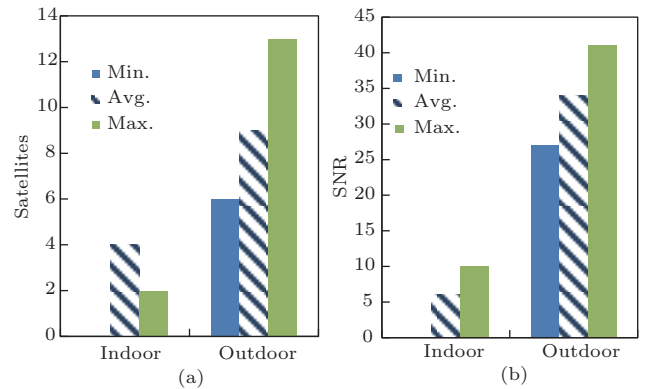 14
12
10
8
6
4
2
0
Satellites
Min.
Avg.
Max.
Indoor
Outdoor
(a)
45
40
35
30
25
20
15
10
5
0
SNR
Min.
Avg.
Max.
Indoor
Outdoor
(b)